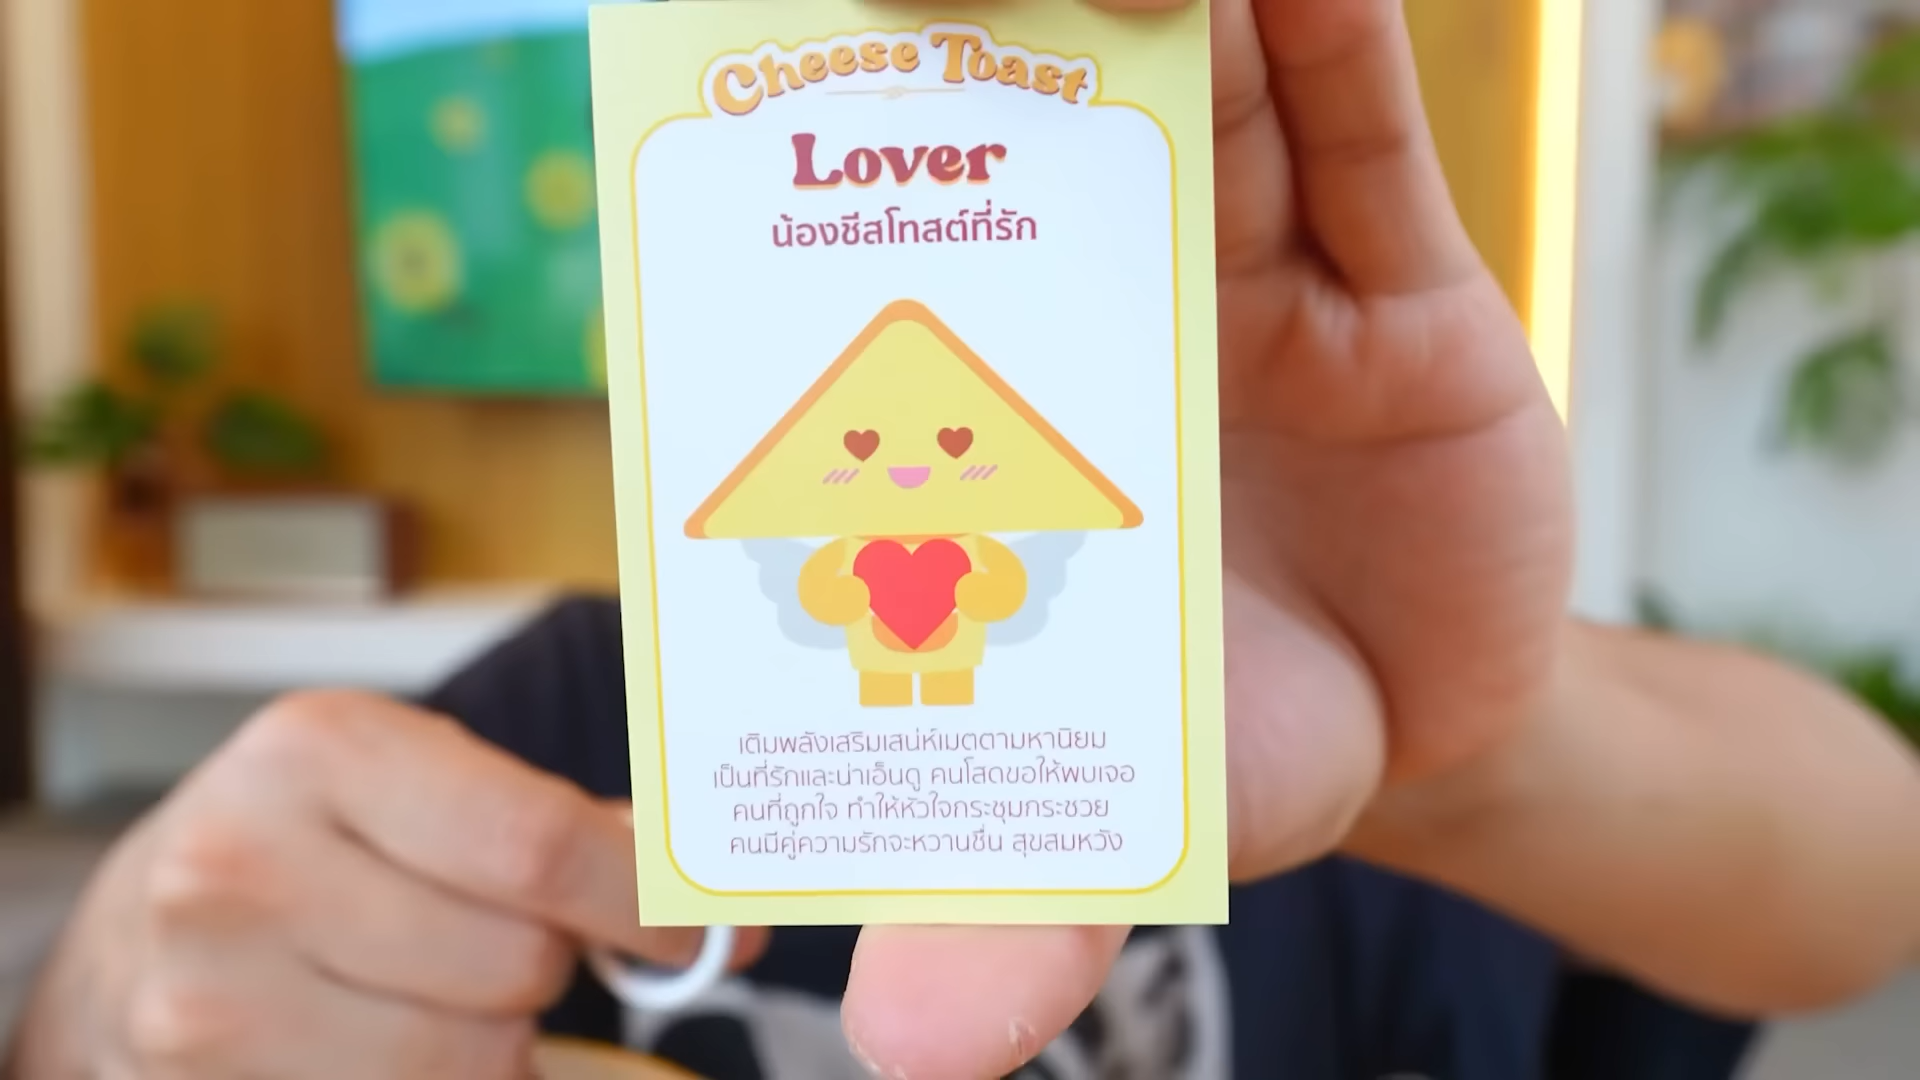 Cheese Toast
Lover
น้องชีสโทสต์ที่รัก
เติมพลังเสริมเสน่ห์เมตตามหานิยม
เป็นที่รักและน่าเอ็นดู คนโสดขอให้พบเจอ
คนที่ถูกใจ ทำให้หัวใจกระชุมกระชวย
คนมีคู่ความรักจะหวานชื่น สุขสมหวัง